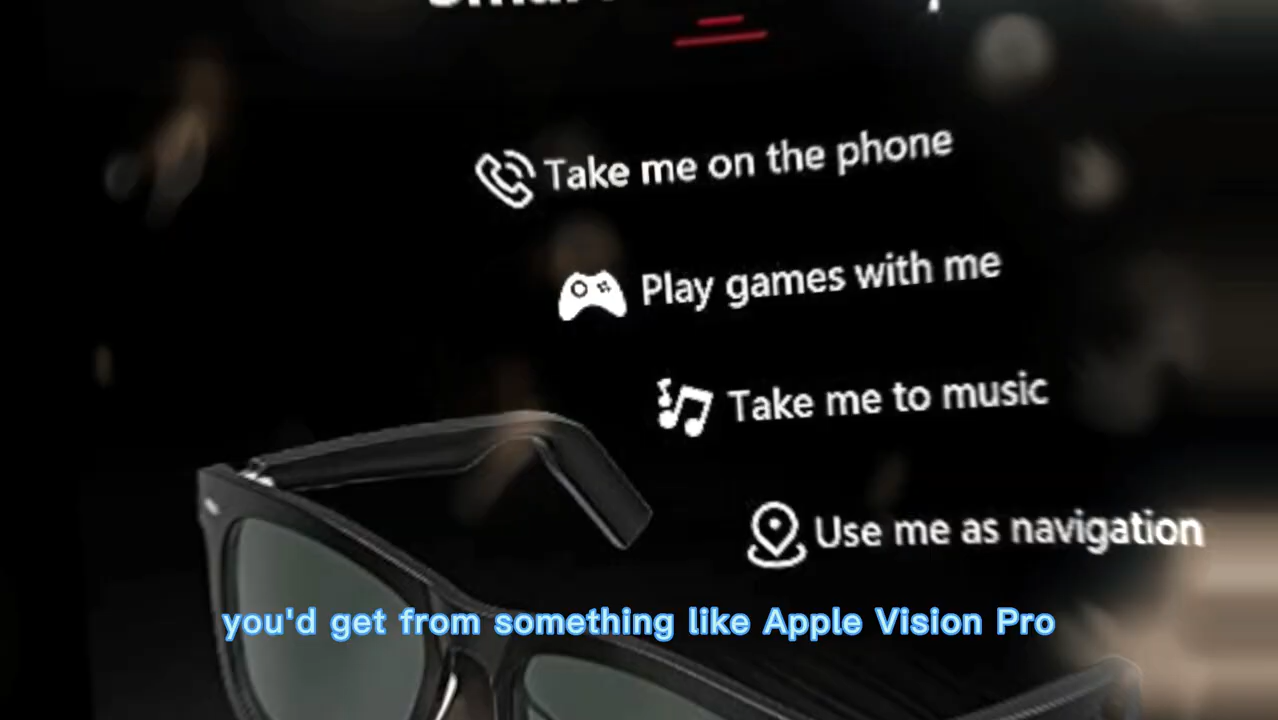 Take me on the phone
Play games with me
Take me to music
Use me as navigation
you'd get from something like Apple Vision Pro